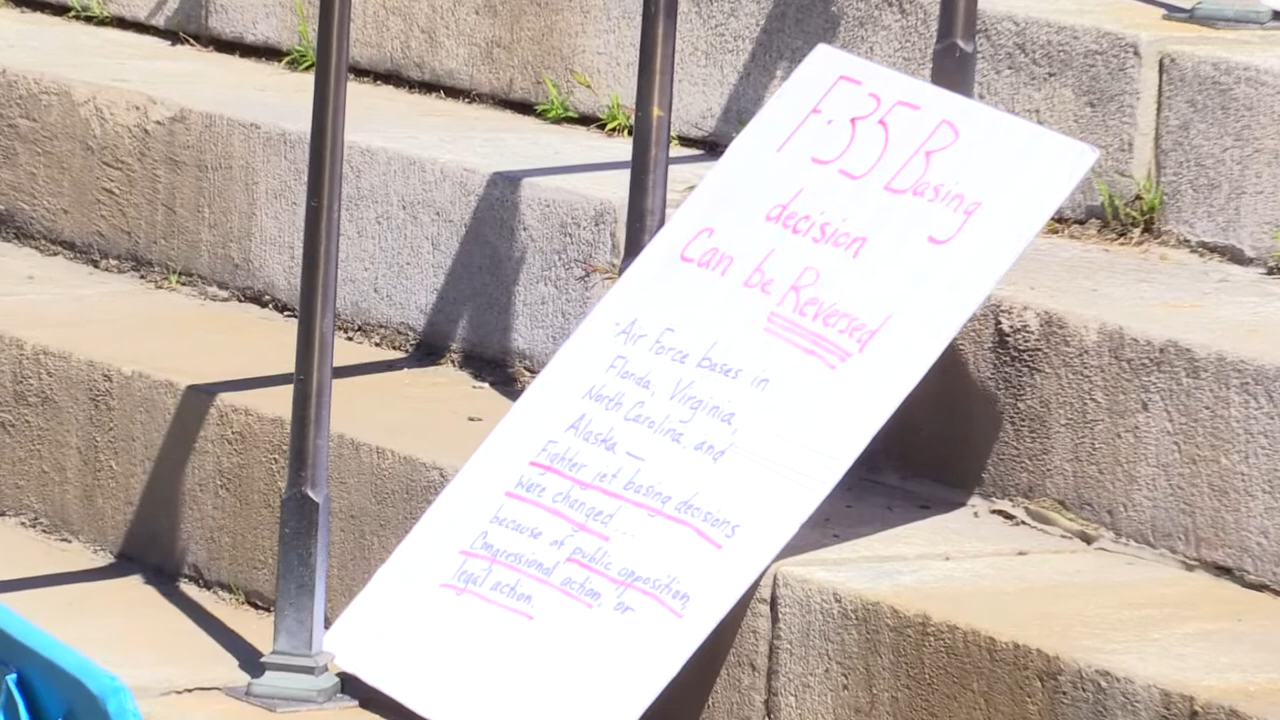 F-35 Basing
decision
Can be Reversed
-Air Force bases in
Florida, Virginia,
North Carolina, and
Alaska —
Fighter jet basing decisions
were changed...
because of public opposition,
Congressional action, or
legal action.